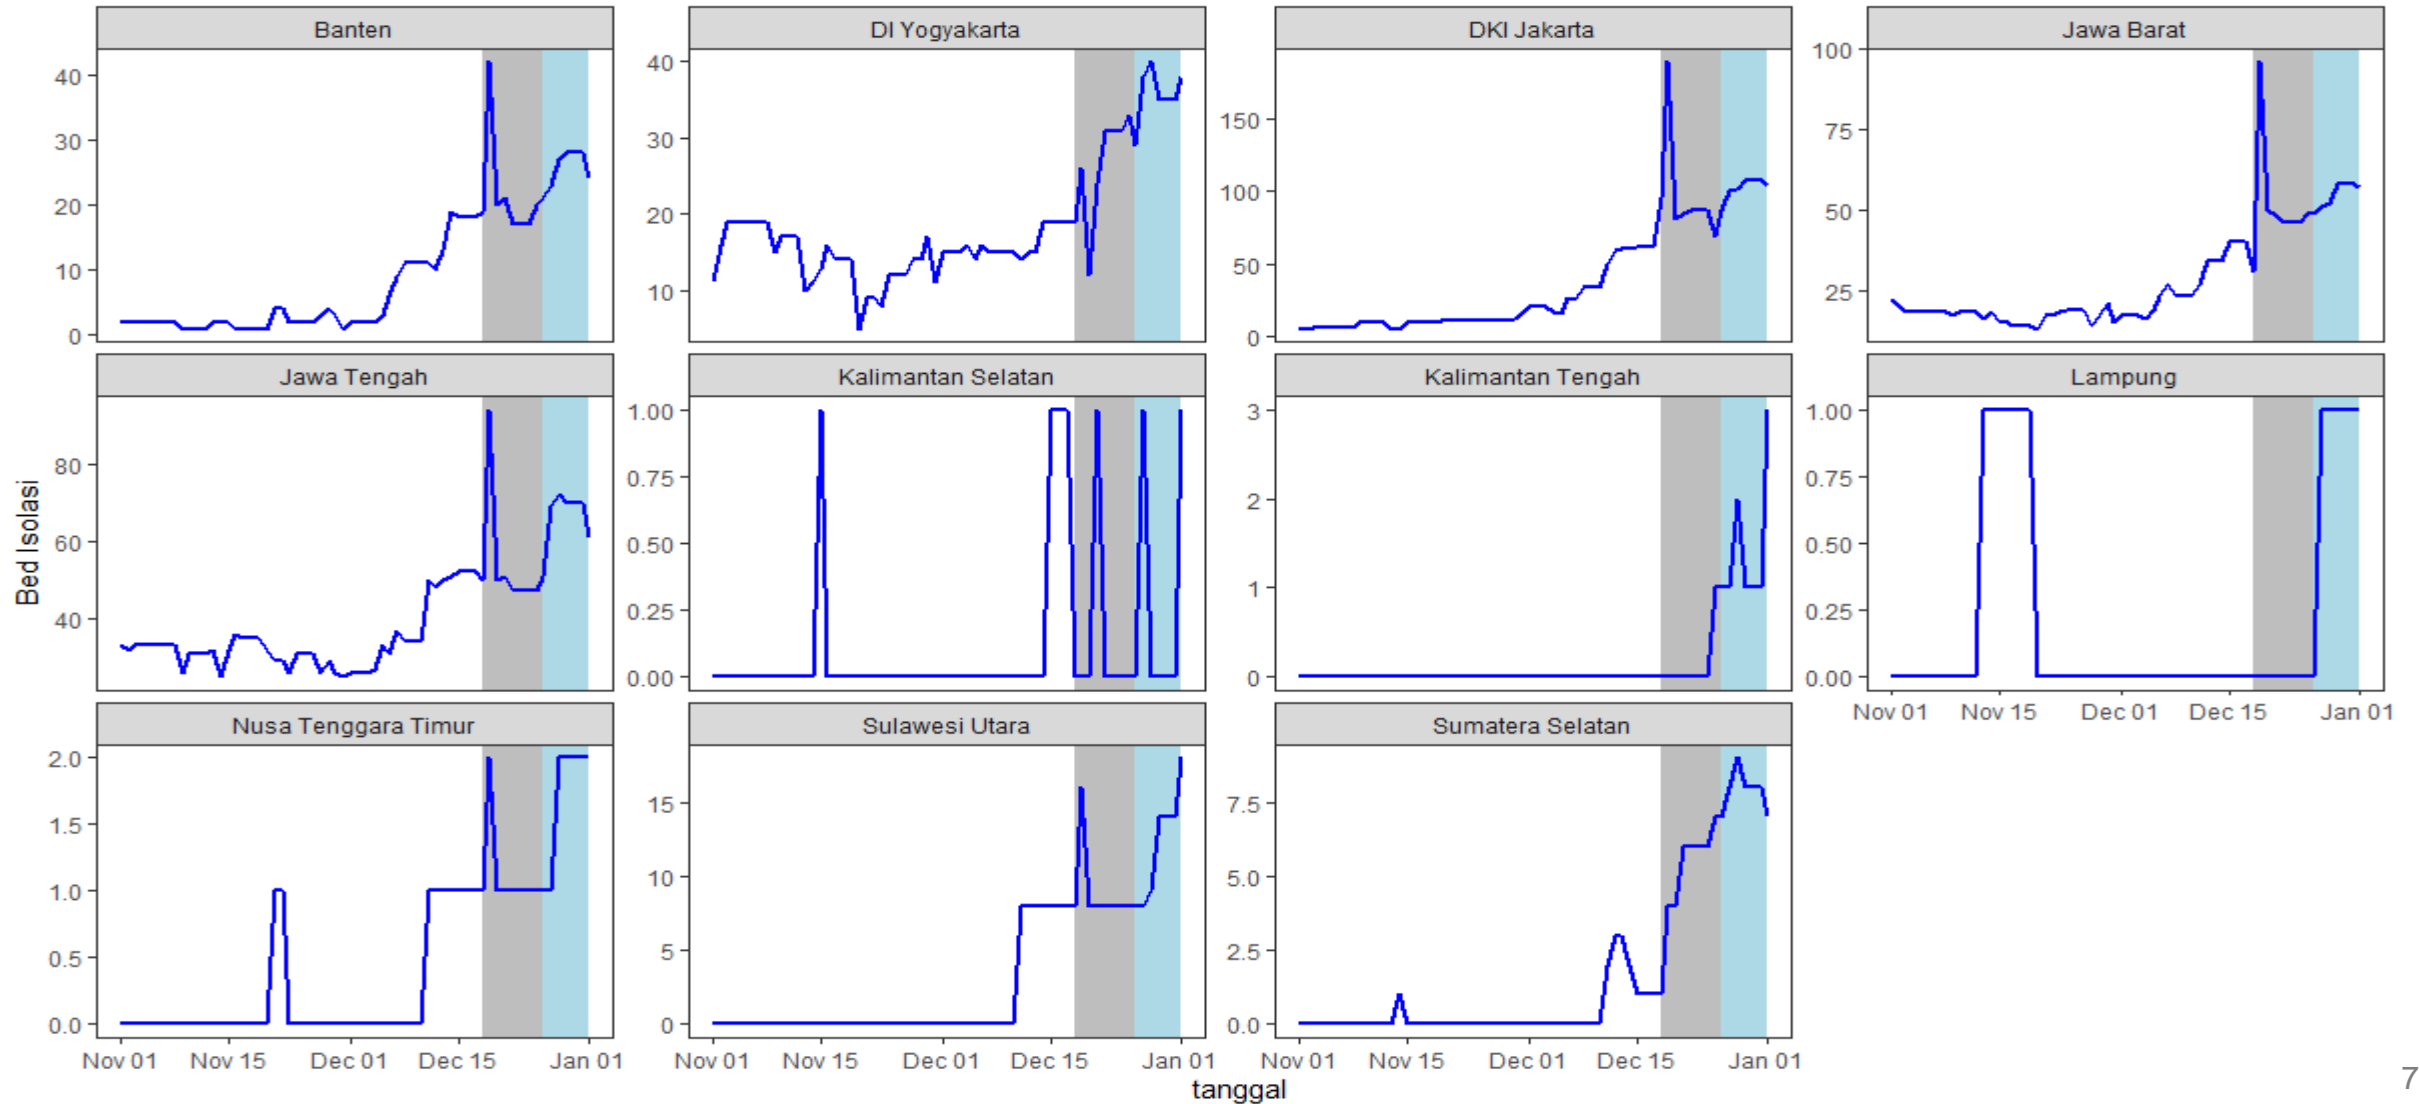 Banten
DI Yogyakarta
DKI Jakarta
Jawa Barat
40
30
20
10
0
40
30
20
10
150
100
50
0
100
75
50
25
Jawa Tengah
Kalimantan Selatan
Kalimantan Tengah
Lampung
80
60
40
1.00
0.75
0.50
0.25
0.00
3
2
1
0
1.00
0.75
0.50
0.25
0.00
Nov 01 Nov 15 Dec 01 Dec 15 Jan 01
Bed Isolasi
Nusa Tenggara Timur
Sulawesi Utara
Sumatera Selatan
2.0
1.5
1.0
0.5
0.0
15
10
5
0
7.5
5.0
2.5
0.0
Nov 01 Nov 15 Dec 01 Dec 15 Jan 01
Nov 01 Nov 15 Dec 01 Dec 15 Jan 01
Nov 01 Nov 15 Dec 01 Dec 15 Jan 01
tanggal
7